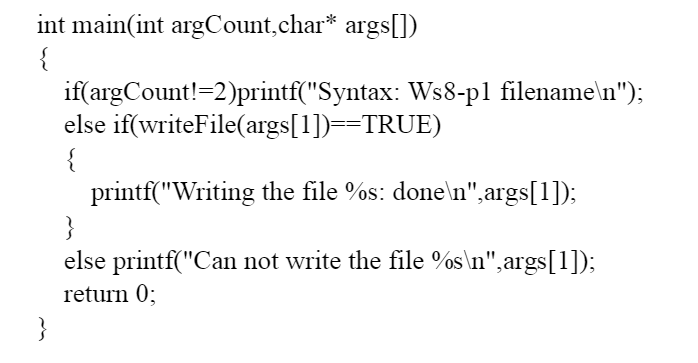 int main(int argCount,char* args[])
{
if(argCount!=2)printf("Syntax: Ws8-p1 filename\n");
else if(writeFile(args[1])==TRUE)
{
printf("Writing the file %s: done\n",args[1]);
}
else printf("Can not write the file %s\n",args[1]);
return 0;
}